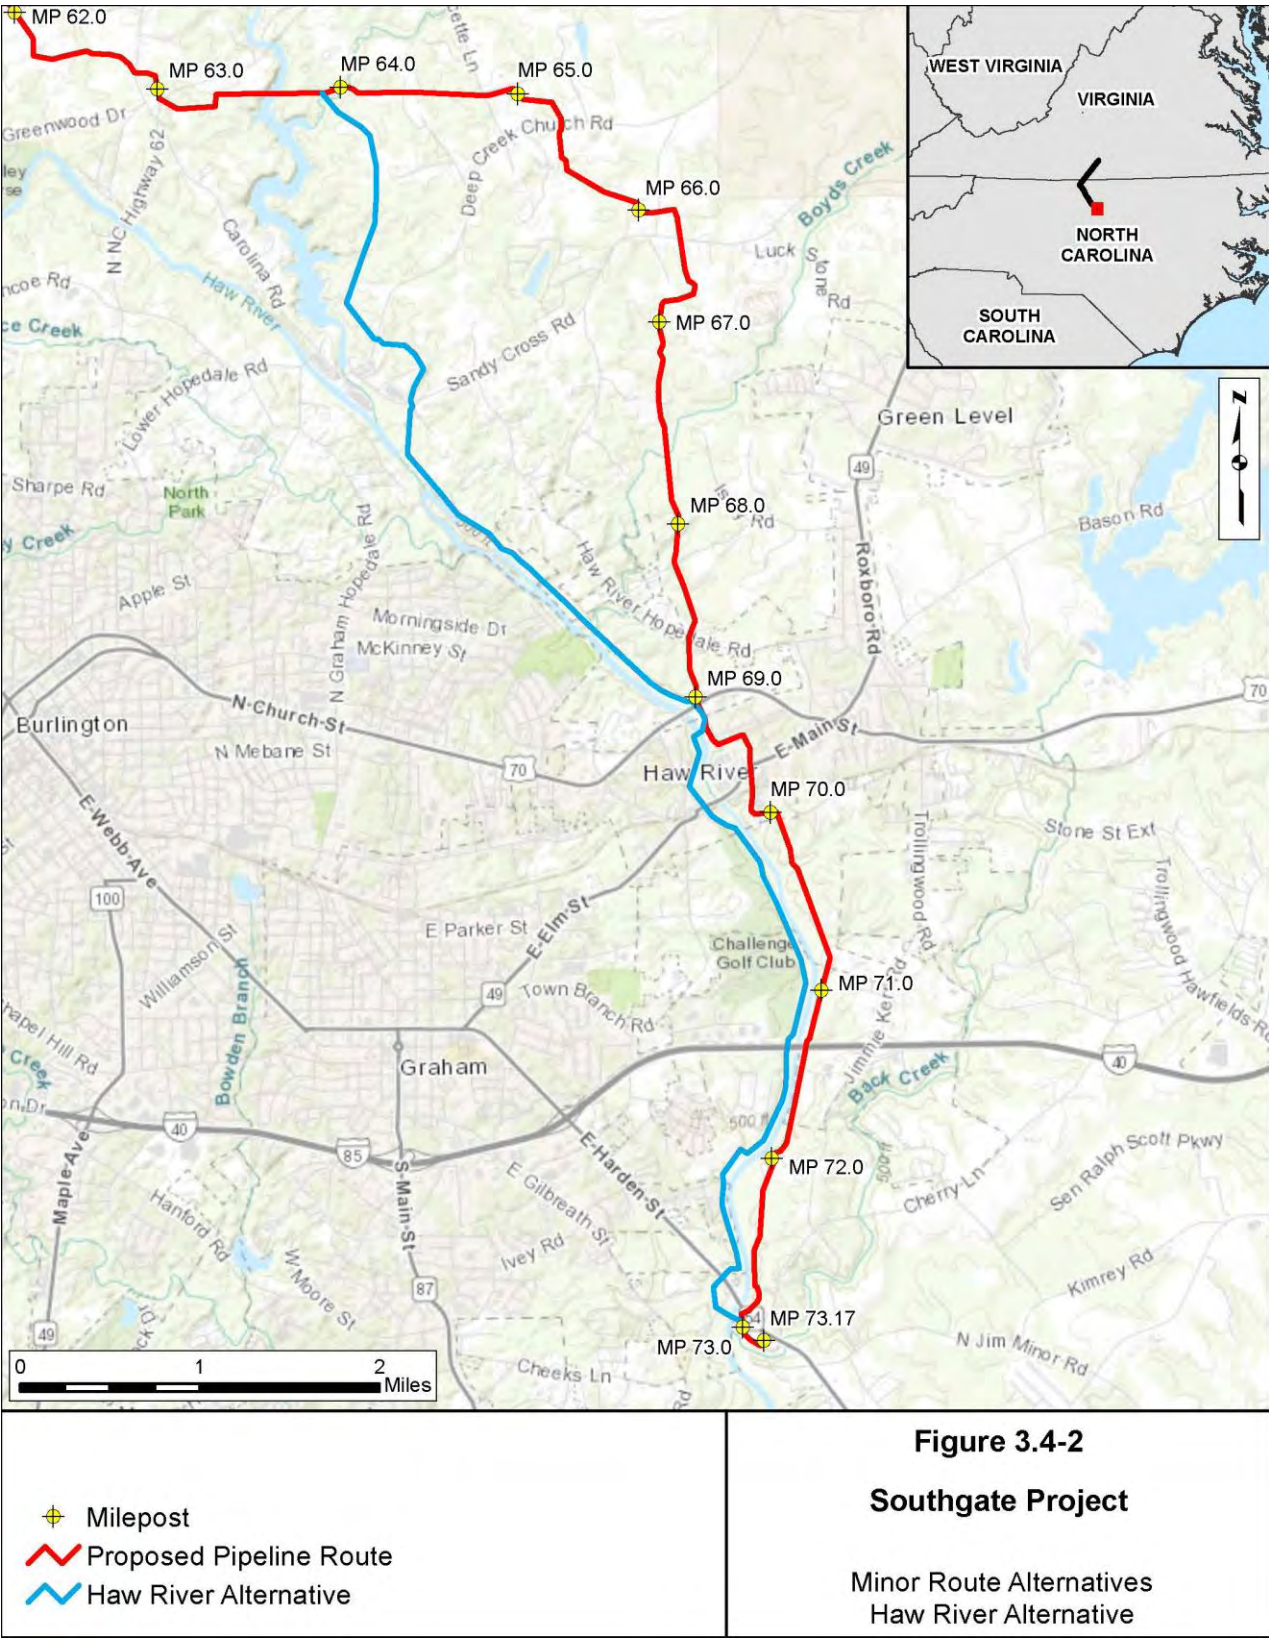 MP 62.0
MP 63.0
MP 64.0
MP 65.0
Greenwood Dr
Church Rd
Deep Creek
N NC Highway 62
MP 66.0
Boyds Creek
Carolina Rd
Luck S
tone
Rd
Haw River
MP 67.0
Sandy Cross Rd
Lower Hopedale Rd
Green Level
49
Sharpe Rd
North
Park
MP 68.0
Rd
Bason Rd
Apple St
N Graham Hopedale Rd
Haw River Hopedale Rd
Roxboro Rd
Morningside Dr
McKinney St
MP 69.0
70
N Church St
Burlington
N Mebane St
70
E Main St
Haw River
MP 70.0
E Webb Ave
Trollingwood Rd
Stone St Ext
Trollingwood Hawfields Rd
100
Williamson St
E Parker St
E Elm St
Challenge
Golf Club
49
Town Branch Rd
MP 71.0
Jimmie Kerr Rd
Bowden Branch
Graham
40
Back Creek
500 ft
40
85
MP 72.0
Sen Ralph Scott Pkwy
Cherry Ln
500 ft
Maple Ave
S Main St
E Harden St
E Gilbreath St
Hanford Rd
Ivey Rd
W Moore St
Kimrey Rd
87
MP 73.17
MP 73.0
N Jim Minor Rd
49
Cheeks Ln
Rd
0 1 2
Miles
WEST VIRGINIA
VIRGINIA
NORTH
CAROLINA
SOUTH
CAROLINA
N
Milepost
Proposed Pipeline Route
Haw River Alternative
Figure 3.4-2
Southgate Project
Minor Route Alternatives
Haw River Alternative